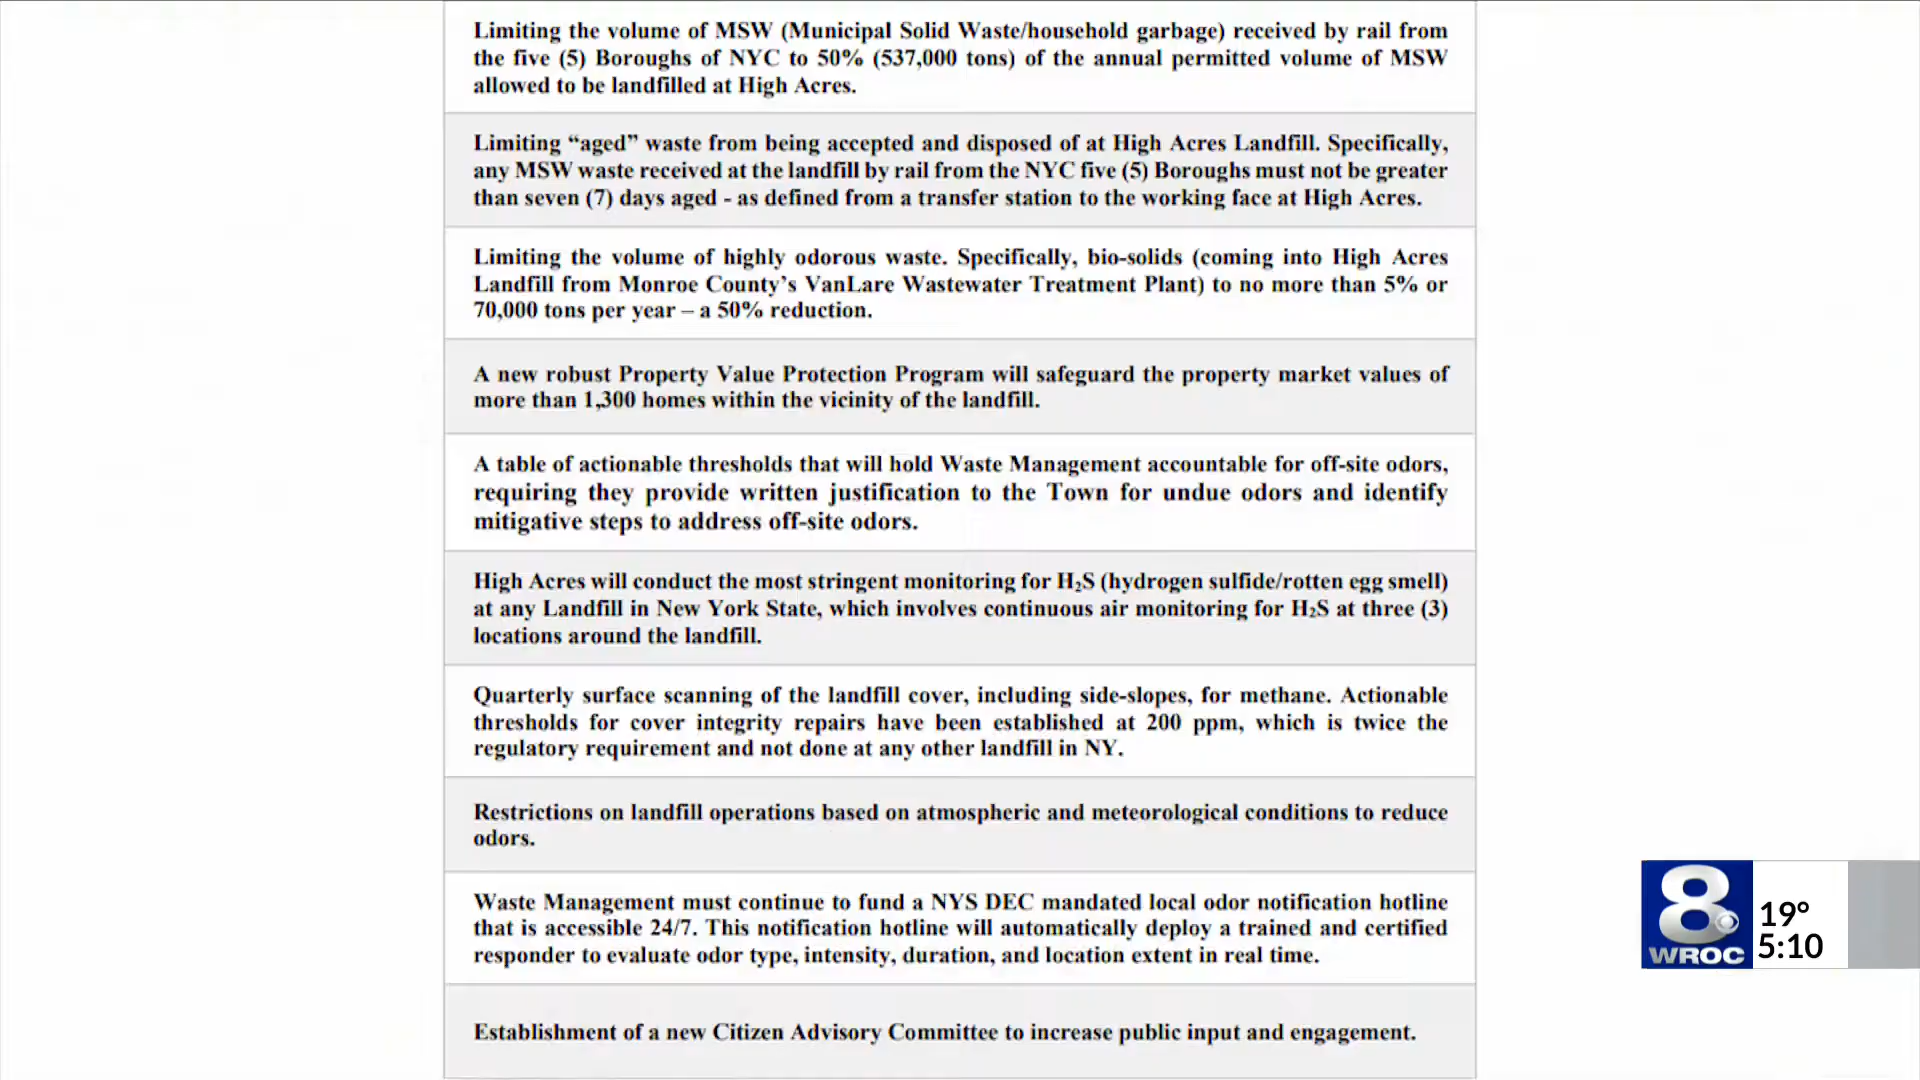 Limiting the volume of MSW (Municipal Solid Waste/household garbage) received by rail from
the five (5) Boroughs of NYC to 50% (537,000 tons) of the annual permitted volume of MSW
allowed to be landfilled at High Acres.
Limiting “aged” waste from being accepted and disposed of at High Acres Landfill. Specifically,
any MSW waste received at the landfill by rail from the NYC five (5) Boroughs must not be greater
than seven (7) days aged - as defined from a transfer station to the working face at High Acres.
Limiting the volume of highly odorous waste. Specifically, bio-solids (coming into High Acres
Landfill from Monroe County’s VanLare Wastewater Treatment Plant) to no more than 5% or
70,000 tons per year – a 50% reduction.
A new robust Property Value Protection Program will safeguard the property market values of
more than 1,300 homes within the vicinity of the landfill.
A table of actionable thresholds that will hold Waste Management accountable for off-site odors,
requiring they provide written justification to the Town for undue odors and identify
mitigative steps to address off-site odors.
High Acres will conduct the most stringent monitoring for H₂S (hydrogen sulfide/rotten egg smell)
at any Landfill in New York State, which involves continuous air monitoring for H₂S at three (3)
locations around the landfill.
Quarterly surface scanning of the landfill cover, including side-slopes, for methane. Actionable
thresholds for cover integrity repairs have been established at 200 ppm, which is twice the
regulatory requirement and not done at any other landfill in NY.
Restrictions on landfill operations based on atmospheric and meteorological conditions to reduce
odors.
Waste Management must continue to fund a NYS DEC mandated local odor notification hotline
that is accessible 24/7. This notification hotline will automatically deploy a trained and certified
responder to evaluate odor type, intensity, duration, and location extent in real time.
Establishment of a new Citizen Advisory Committee to increase public input and engagement.
8
WROC
19°
5:10